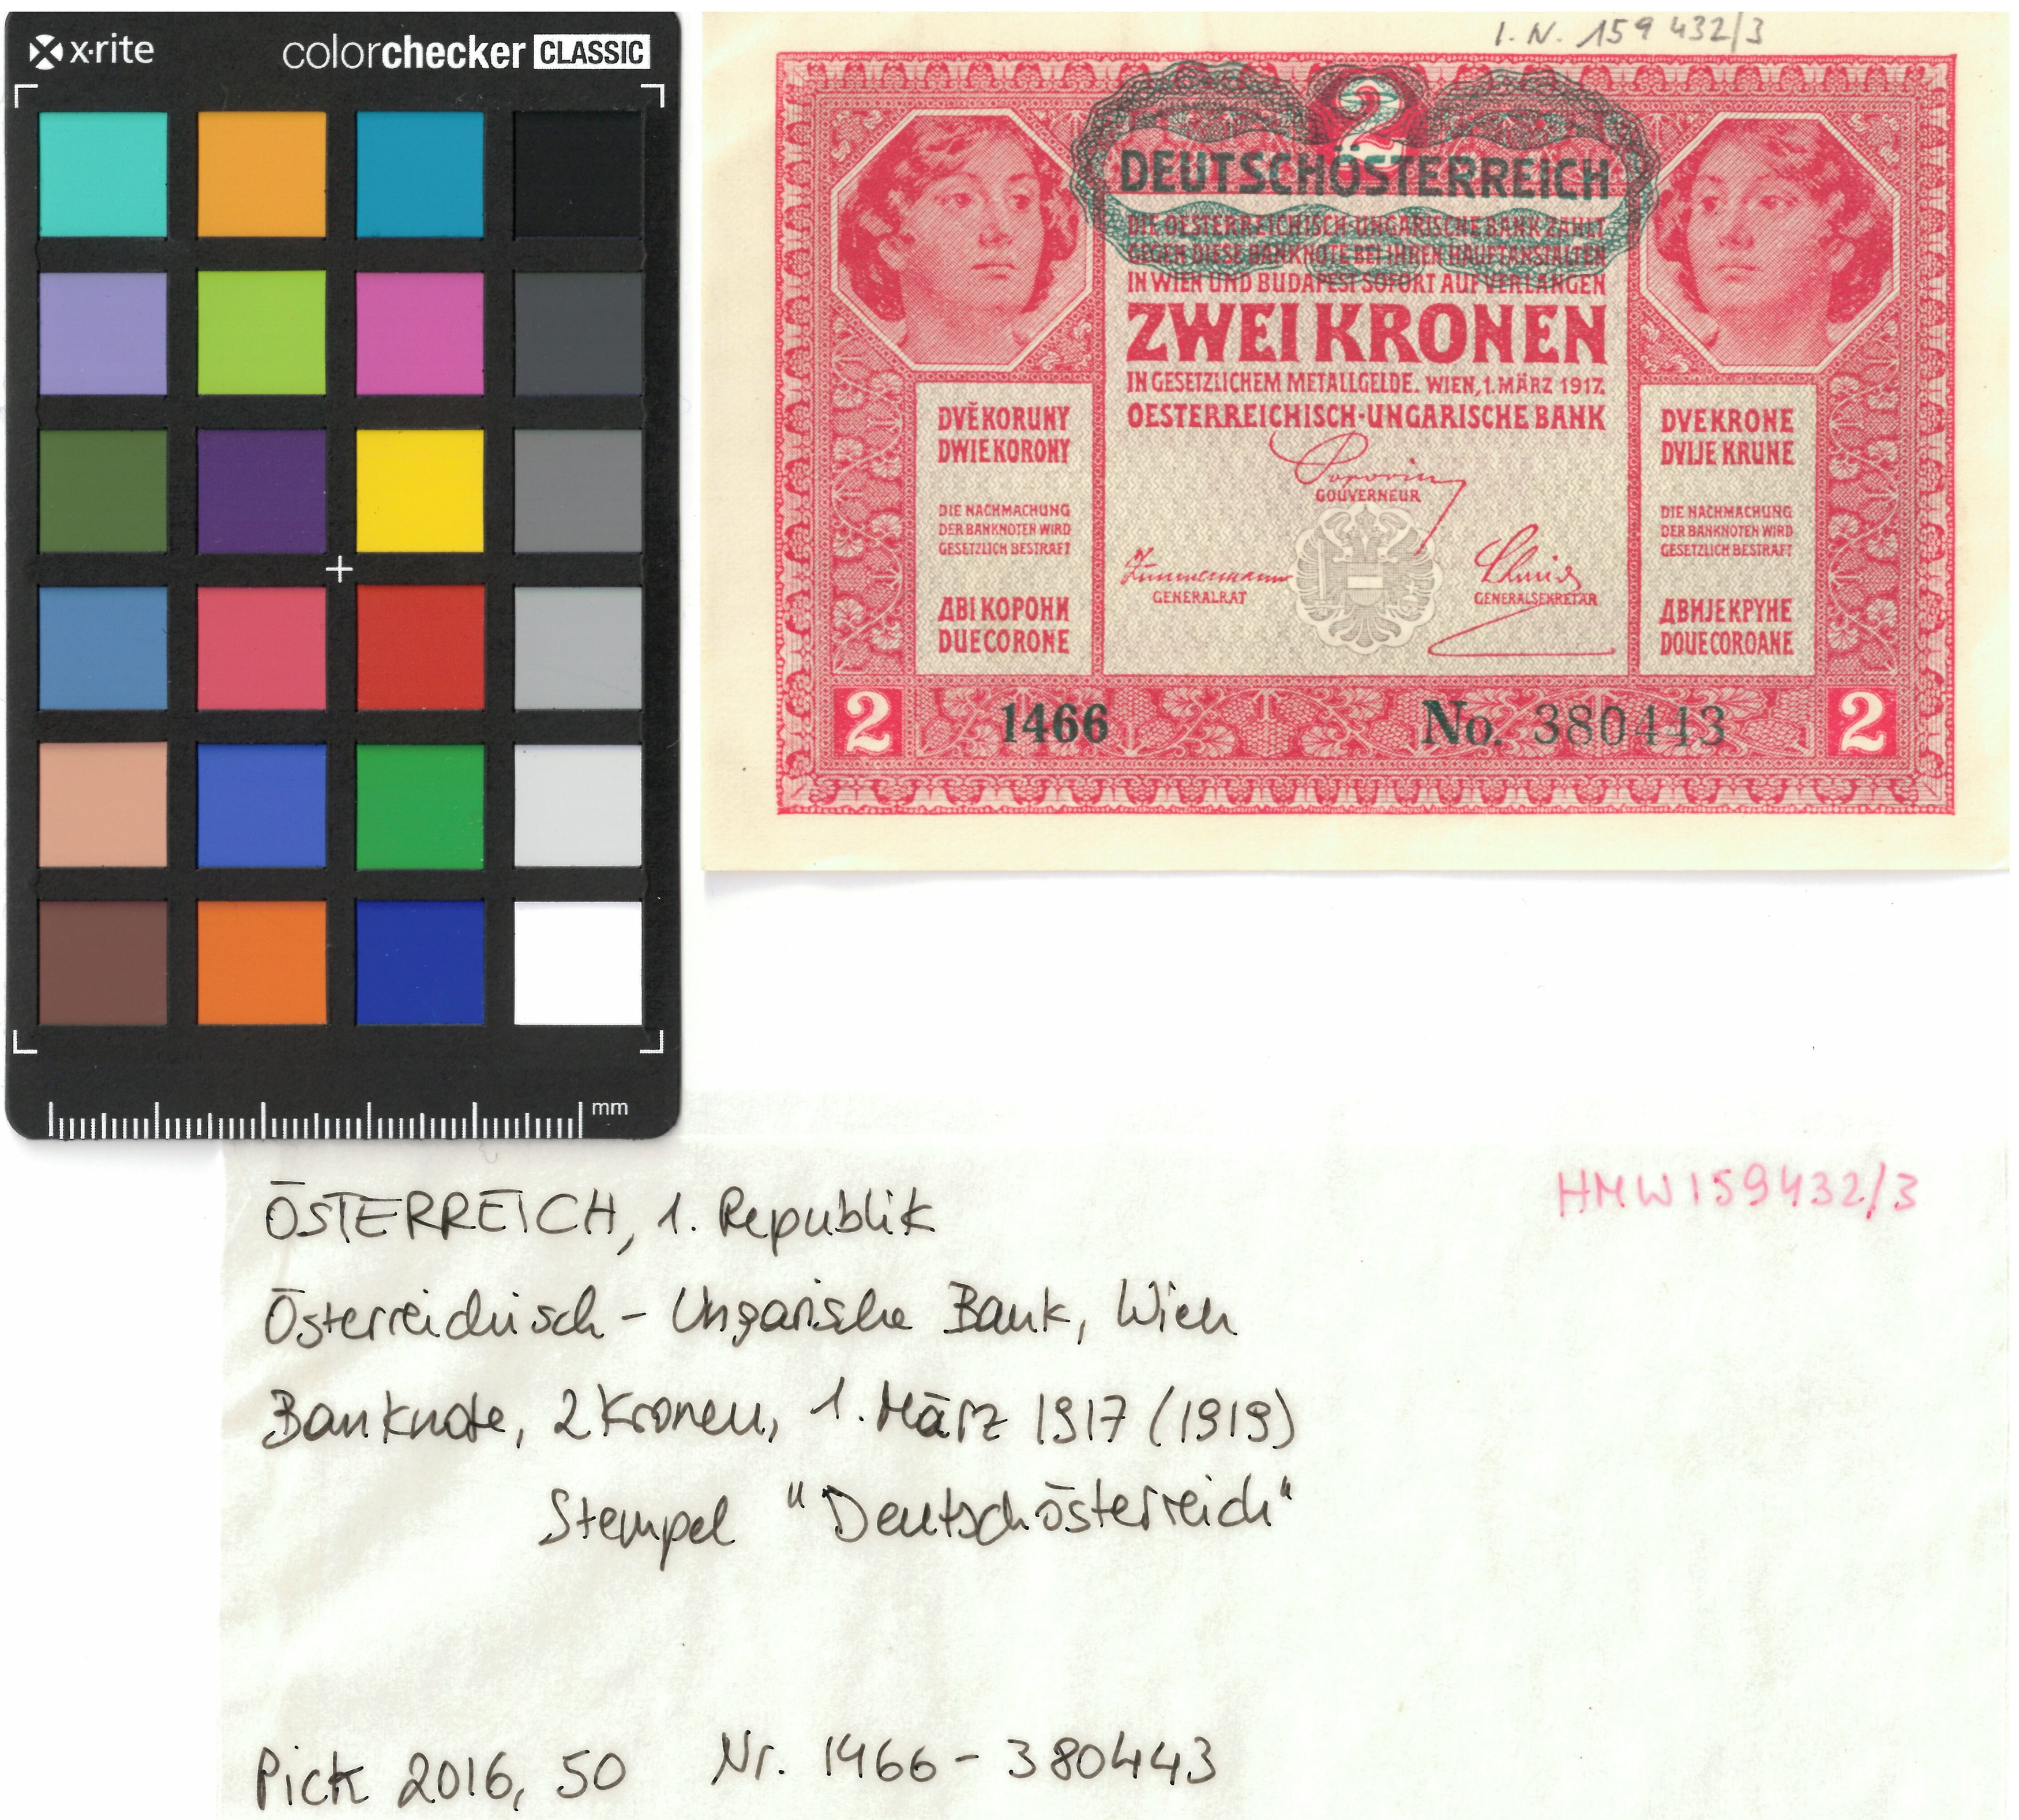 x·rite colorchecker CLASSIC
mm
I. N. 159 432/3
2
DEUTSCHÖSTERREICH
DIE OESTERREICHISCH-UNGARISCHE BANK ZAHLT
GEGEN DIESE BANKNOTE BEI IHREN HAUPTANSTALTEN
IN WIEN UND BUDAPEST SOFORT AUF VERLANGEN
ZWEI KRONEN
IN GESETZLICHEM METALLGELDE. WIEN, 1. MÄRZ 1917.
OESTERREICHISCH-UNGARISCHE BANK
DVĚ KORUNY
DWIE KORONY
DIE NACHMACHUNG
DER BANKNOTEN WIRD
GESETZLICH BESTRAFT
ДВІ КОРОНИ
DUE CORONE
Popovics
GOUVERNEUR
Zimmermann
GENERALRAT
Schmid
GENERALSEKRETÄR
DVE KRONE
DVIJE KRUNE
DIE NACHMACHUNG
DER BANKNOTEN WIRD
GESETZLICH BESTRAFT
ДВИЈЕ КРУНЕ
DOUE COROANE
2 1466 No. 380443 2
HMW 159432/3
ÖSTERREICH, 1. Republik
Österreichisch - Ungarische Bank, Wien
Banknote, 2 Kronen, 1. März 1917 (1919)
Stempel "Deutschösterreich"
Pick 2016, 50 Nr. 1466 - 380443